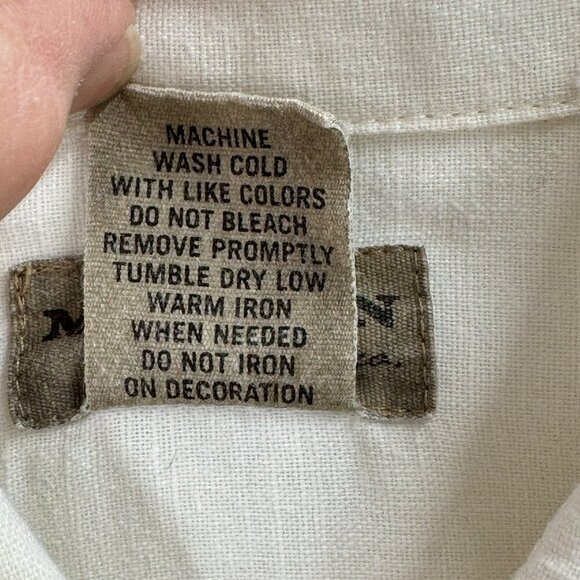 MACHINE
WASH COLD
WITH LIKE COLORS
DO NOT BLEACH
REMOVE PROMPTLY
TUMBLE DRY LOW
WARM IRON
WHEN NEEDED
DO NOT IRON
ON DECORATION